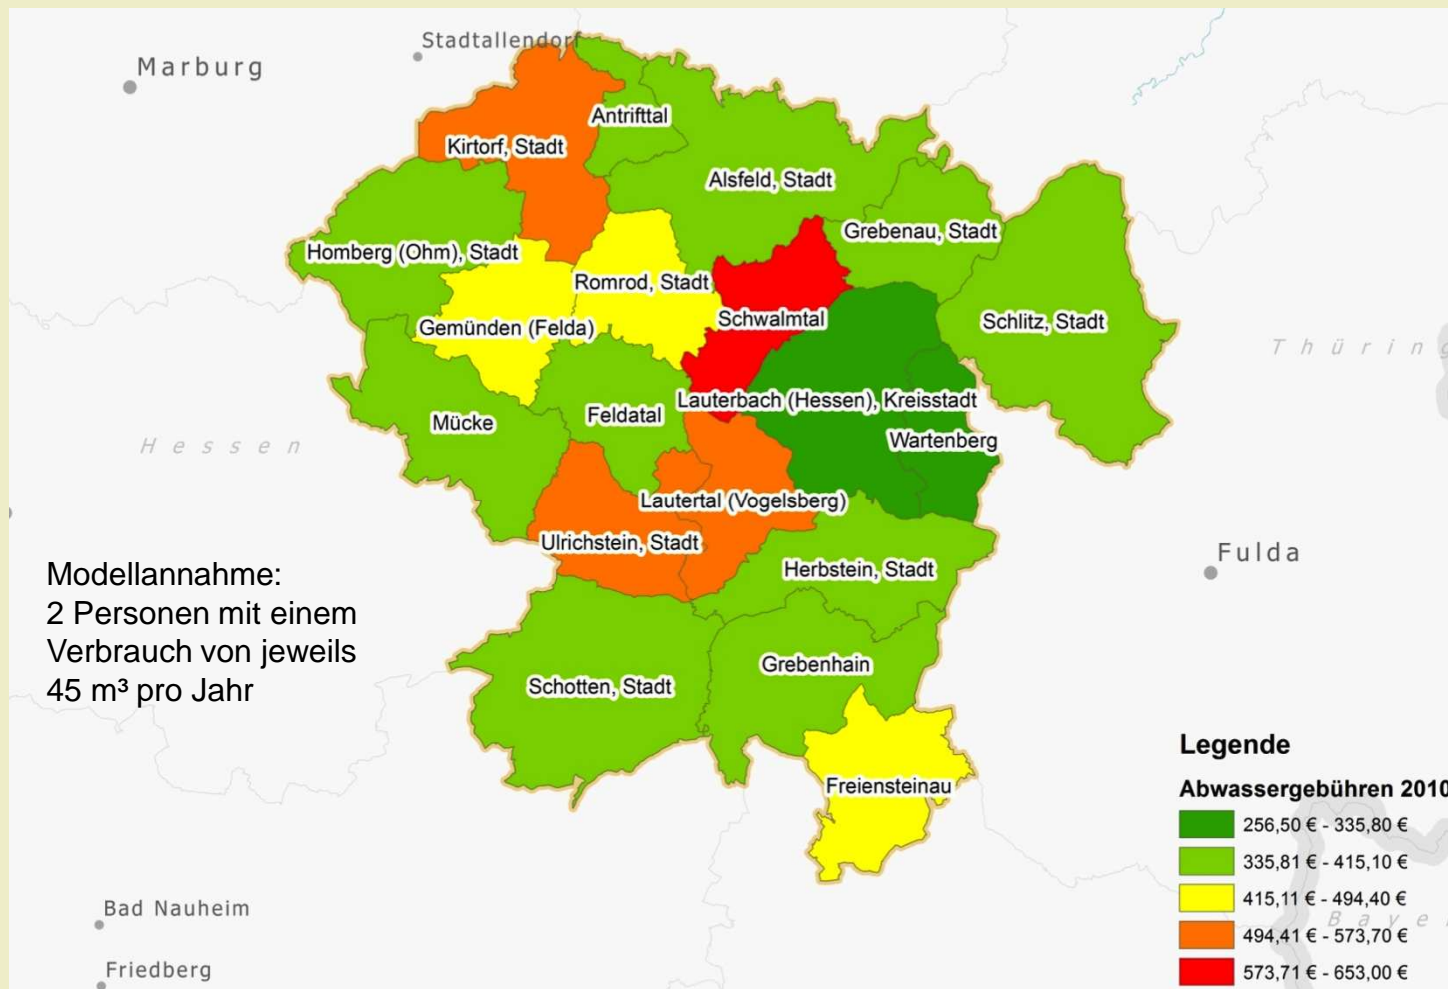 Stadtallendorf
Marburg
Antrifttal
Kirtorf, Stadt
Alsfeld, Stadt
Grebenau, Stadt
Homberg (Ohm), Stadt
Romrod, Stadt
Schwalmtal
Schlitz, Stadt
Gemünden (Felda)
Thüring
Lauterbach (Hessen), Kreisstadt
Feldatal
Mücke
Wartenberg
Hessen
Lautertal (Vogelsberg)
Ulrichstein, Stadt
Fulda
Herbstein, Stadt
Modellannahme:
2 Personen mit einem
Verbrauch von jeweils
45 m³ pro Jahr
Grebenhain
Schotten, Stadt
Freiensteinau
Legende
Abwassergebühren 2010
256,50 € - 335,80 €
335,81 € - 415,10 €
415,11 € - 494,40 €
494,41 € - 573,70 €
573,71 € - 653,00 €
Bayer
Bad Nauheim
Friedberg